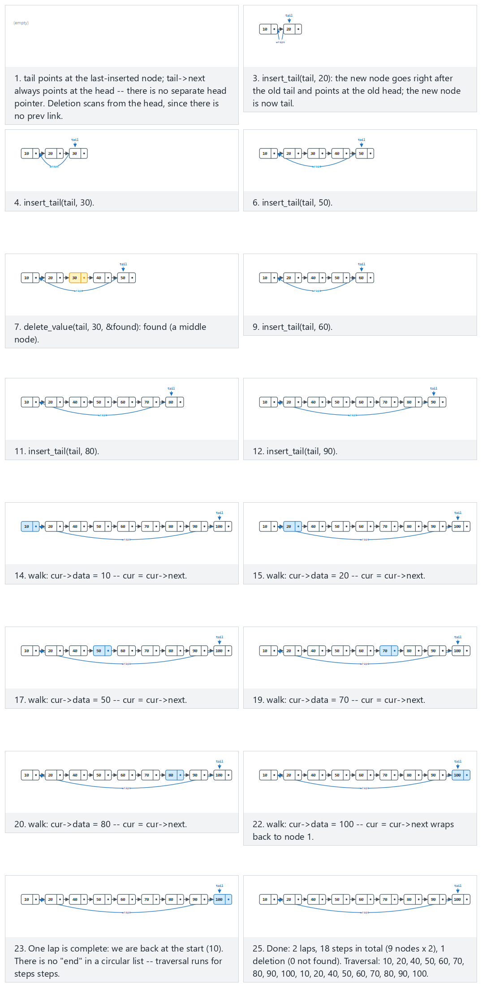 (empty)
1. tail points at the last-inserted node; tail->next
always points at the head -- there is no separate head
pointer. Deletion scans from the head, since there is
no prev link.
tail
10 20
wraps
3. insert_tail(tail, 20): the new node goes right after
the old tail and points at the old head; the new node
is now tail.
tail
10 20 30
wraps
4. insert_tail(tail, 30).
tail
10 20 30 40 50
wraps
6. insert_tail(tail, 50).
tail
10 20 30 40 50
wraps
7. delete_value(tail, 30, &found): found (a middle
node).
tail
10 20 40 50 60
wraps
9. insert_tail(tail, 60).
tail
10 20 40 50 60 70 80
wraps
11. insert_tail(tail, 80).
tail
10 20 40 50 60 70 80 90
wraps
12. insert_tail(tail, 90).
tail
10 20 40 50 60 70 80 90 100
wraps
14. walk: cur->data = 10 -- cur = cur->next.
tail
10 20 40 50 60 70 80 90 100
wraps
15. walk: cur->data = 20 -- cur = cur->next.
tail
10 20 40 50 60 70 80 90 100
wraps
17. walk: cur->data = 50 -- cur = cur->next.
tail
10 20 40 50 60 70 80 90 100
wraps
19. walk: cur->data = 70 -- cur = cur->next.
tail
10 20 40 50 60 70 80 90 100
wraps
20. walk: cur->data = 80 -- cur = cur->next.
tail
10 20 40 50 60 70 80 90 100
wraps
22. walk: cur->data = 100 -- cur = cur->next wraps
back to node 1.
tail
10 20 40 50 60 70 80 90 100
wraps
23. One lap is complete: we are back at the start (10).
There is no "end" in a circular list -- traversal runs for
steps steps.
tail
10 20 40 50 60 70 80 90 100
wraps
25. Done: 2 laps, 18 steps in total (9 nodes x 2), 1
deletion (0 not found). Traversal: 10, 20, 40, 50, 60, 70,
80, 90, 100, 10, 20, 40, 50, 60, 70, 80, 90, 100.